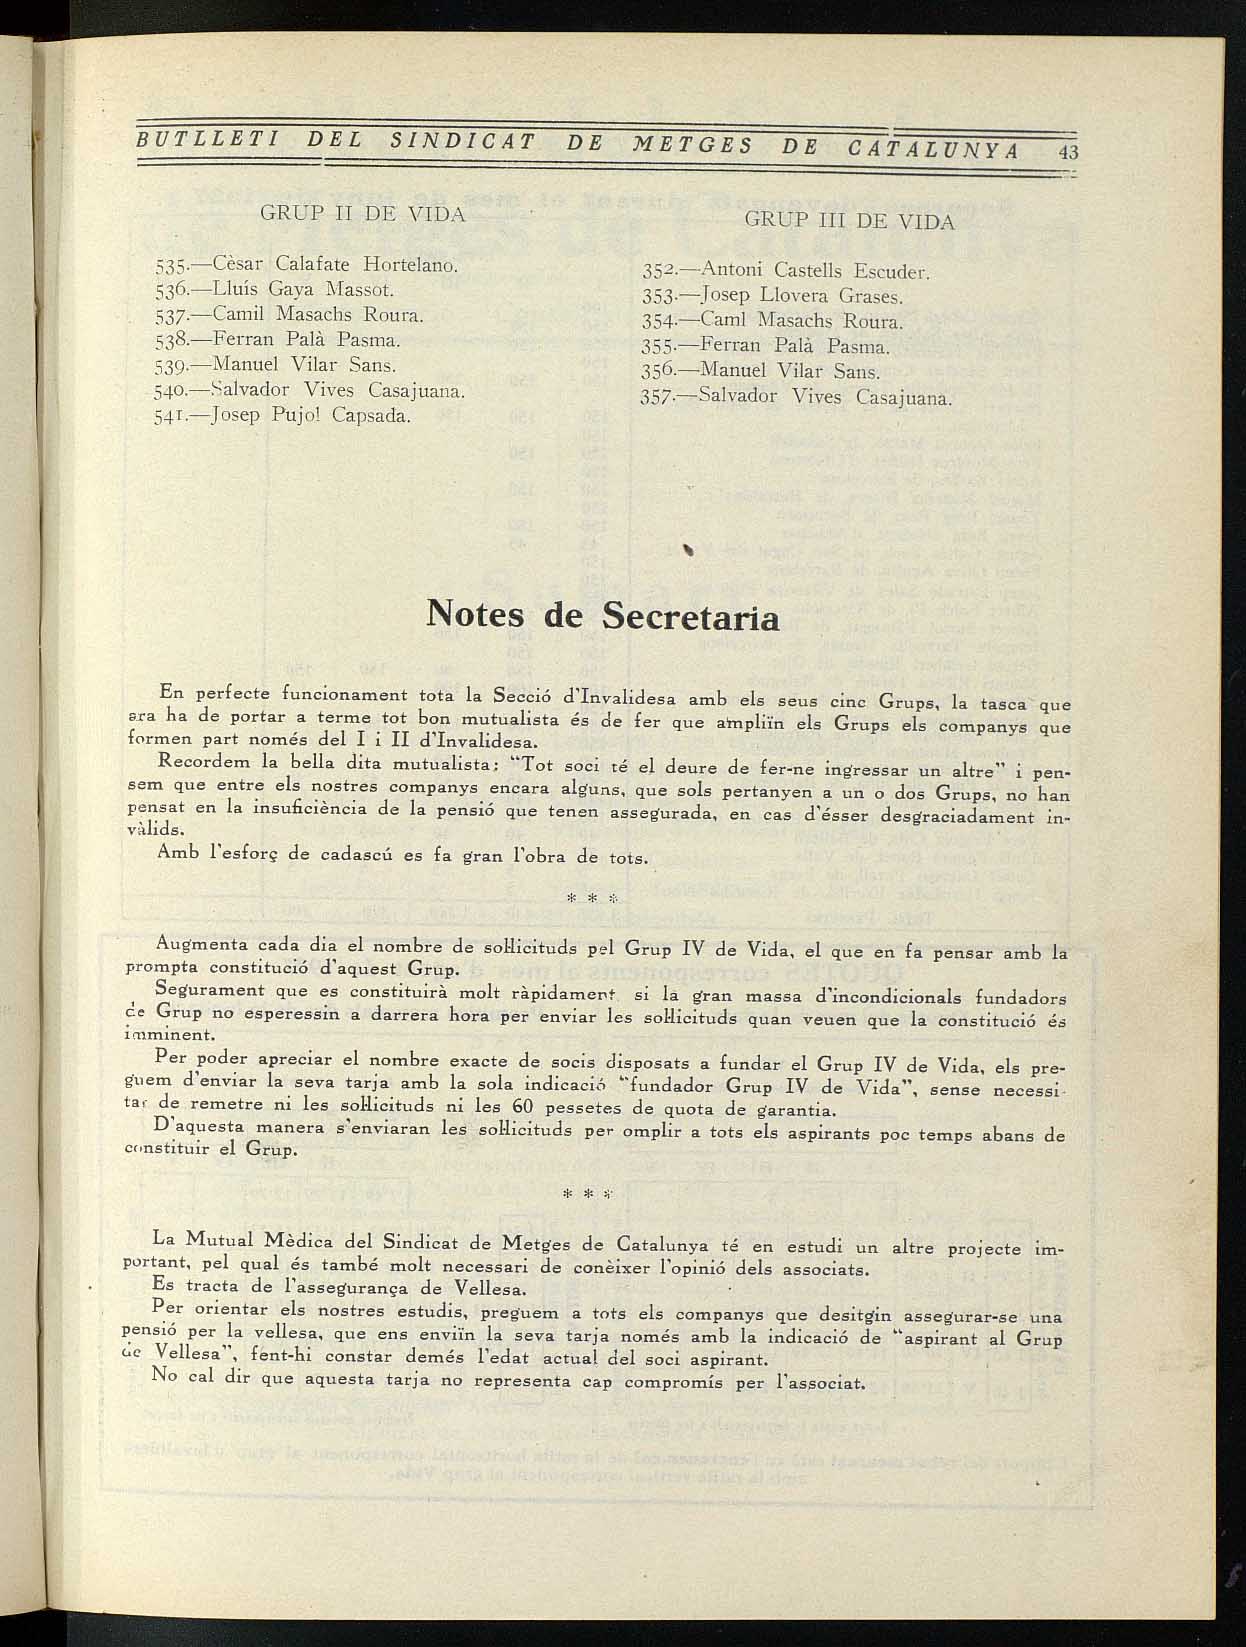 BUTLLETI DEL SINDICAT DE METGES DE CATALUNYA 43
GRUP II DE VIDA
535.—Cèsar Calafate Hortelano.
536.—Lluís Gaya Massot.
537.—Camil Masachs Roura.
538.—Ferran Palà Pasma.
539.—Manuel Vilar Sans.
540.—Salvador Vives Casajuana.
541.—Josep Pujol Capsada.
GRUP III DE VIDA
352.—Antoni Castells Escuder.
353.—Josep Llovera Grases.
354.—Caml Masachs Roura.
355.—Ferran Palà Pasma.
356.—Manuel Vilar Sans.
357.—Salvador Vives Casajuana.
Notes de Secretaria
En perfecte funcionament tota la Secció d'Invalidesa amb els seus cinc Grups, la tasca que
ara ha de portar a terme tot bon mutualista és de fer que ampliïn els Grups els companys que
formen part només del I i II d'Invalidesa.
Recordem la bella dita mutualista: "Tot soci té el deure de fer-ne ingressar un altre" i pen-
sem que entre els nostres companys encara alguns, que sols pertanyen a un o dos Grups, no han
pensat en la insuficiència de la pensió que tenen assegurada, en cas d'ésser desgraciadament in-
vàlids.
Amb l'esforç de cadascú es fa gran l'obra de tots.
* * *
Augmenta cada dia el nombre de sol·licituds pel Grup IV de Vida, el que en fa pensar amb la
prompta constitució d'aquest Grup.
Segurament que es constituirà molt ràpidament si la gran massa d'incondicionals fundadors
de Grup no esperessin a darrera hora per enviar les sol·licituds quan veuen que la constitució és
imminent.
Per poder apreciar el nombre exacte de socis disposats a fundar el Grup IV de Vida, els pre-
guem d'enviar la seva tarja amb la sola indicació "fundador Grup IV de Vida", sense necessi-
tat de remetre ni les sol·licituds ni les 60 pessetes de quota de garantia.
D'aquesta manera s'enviaran les sol·licituds per omplir a tots els aspirants poc temps abans de
constituir el Grup.
* * *
La Mutual Mèdica del Sindicat de Metges de Catalunya té en estudi un altre projecte im-
portant, pel qual és també molt necessari de conèixer l'opinió dels associats.
Es tracta de l'assegurança de Vellesa.
Per orientar els nostres estudis, preguem a tots els companys que desitgin assegurar-se una
pensió per la vellesa, que ens enviïn la seva tarja només amb la indicació de "aspirant al Grup
de Vellesa", fent-hi constar demés l'edat actual del soci aspirant.
No cal dir que aquesta tarja no representa cap compromís per l'associat.